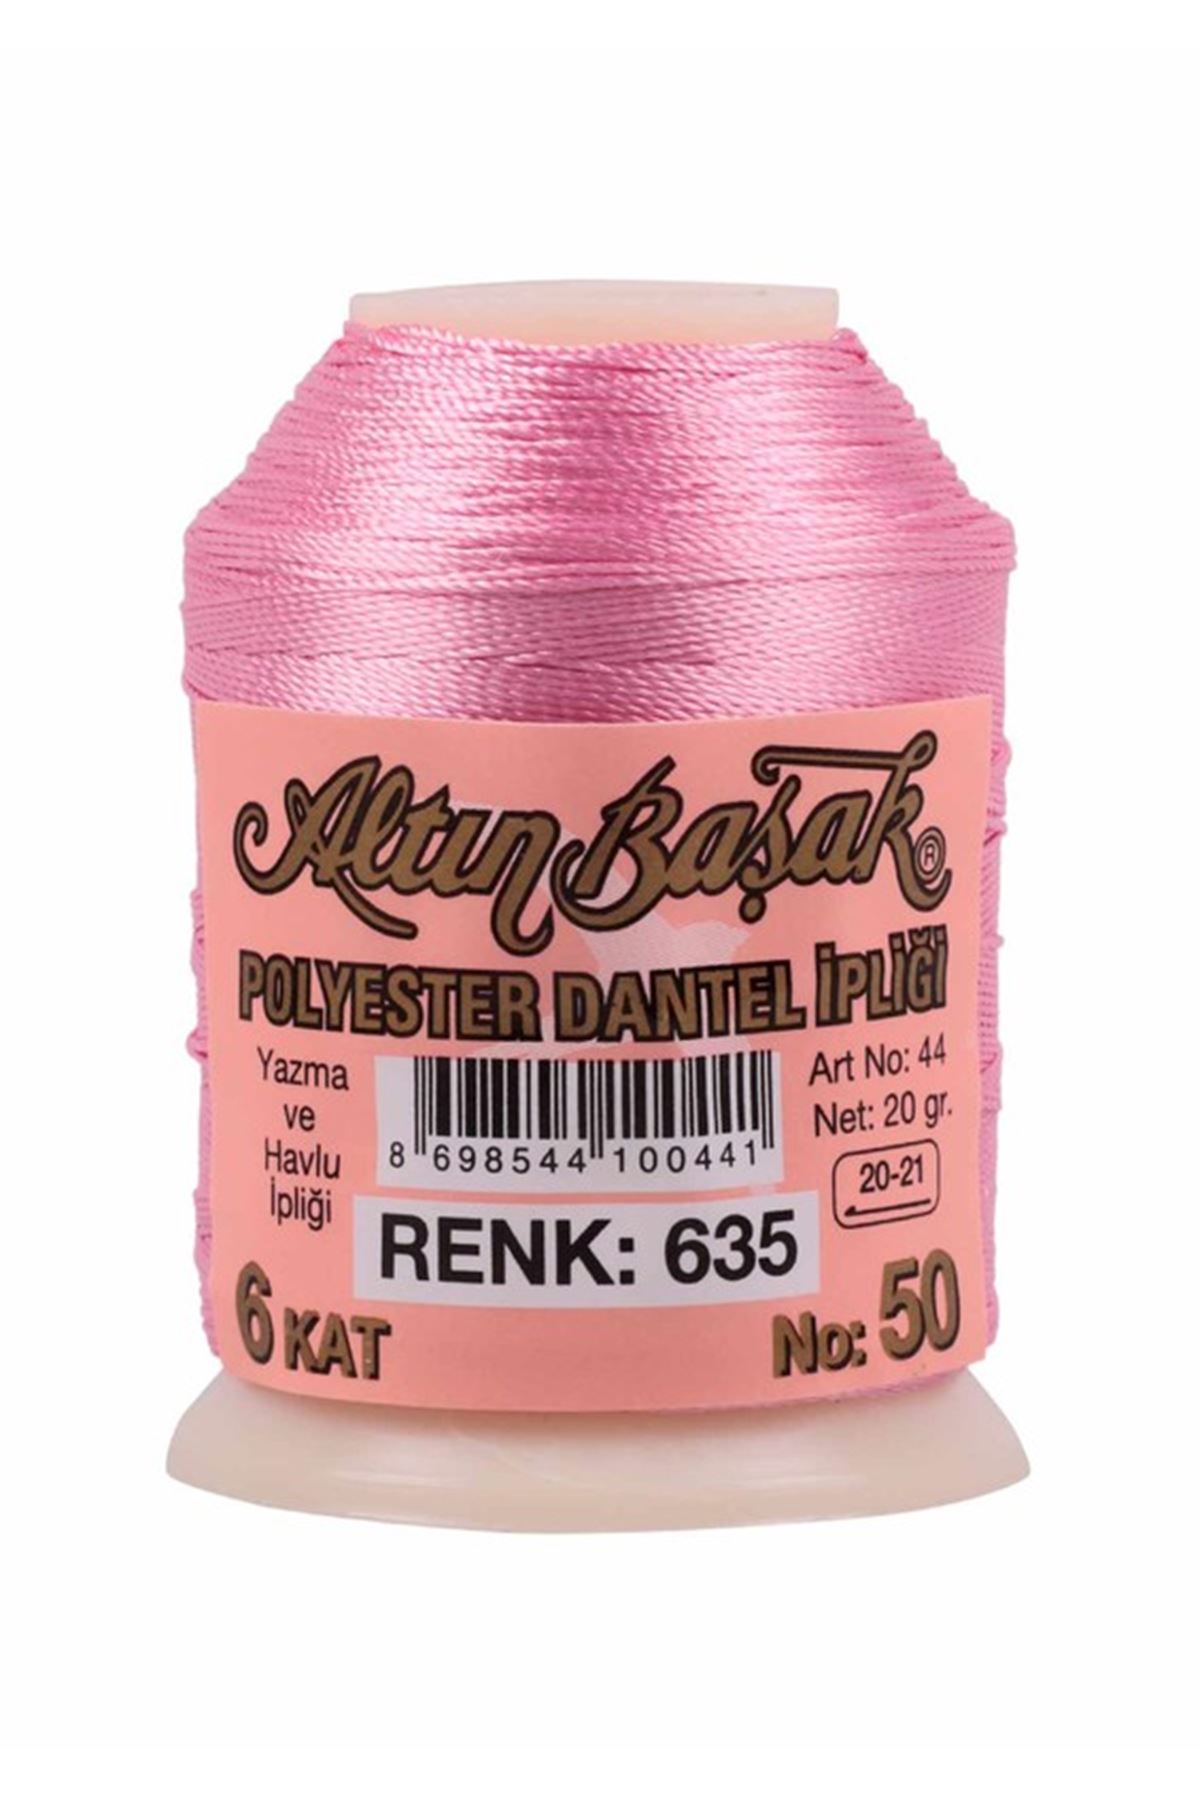 Altın Başak ®
POLYESTER DANTEL İPLİĞİ
Yazma
ve
Havlu
İpliği
8 698544 100441
Art No: 44
Net: 20 gr.
20-21
RENK: 635
6 KAT
No: 50